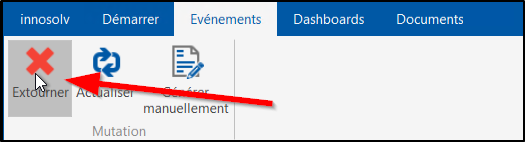 innosolv Démarrer Evénements Dashboards Documents
Extourner Actualiser Générer
manuellement
Mutation